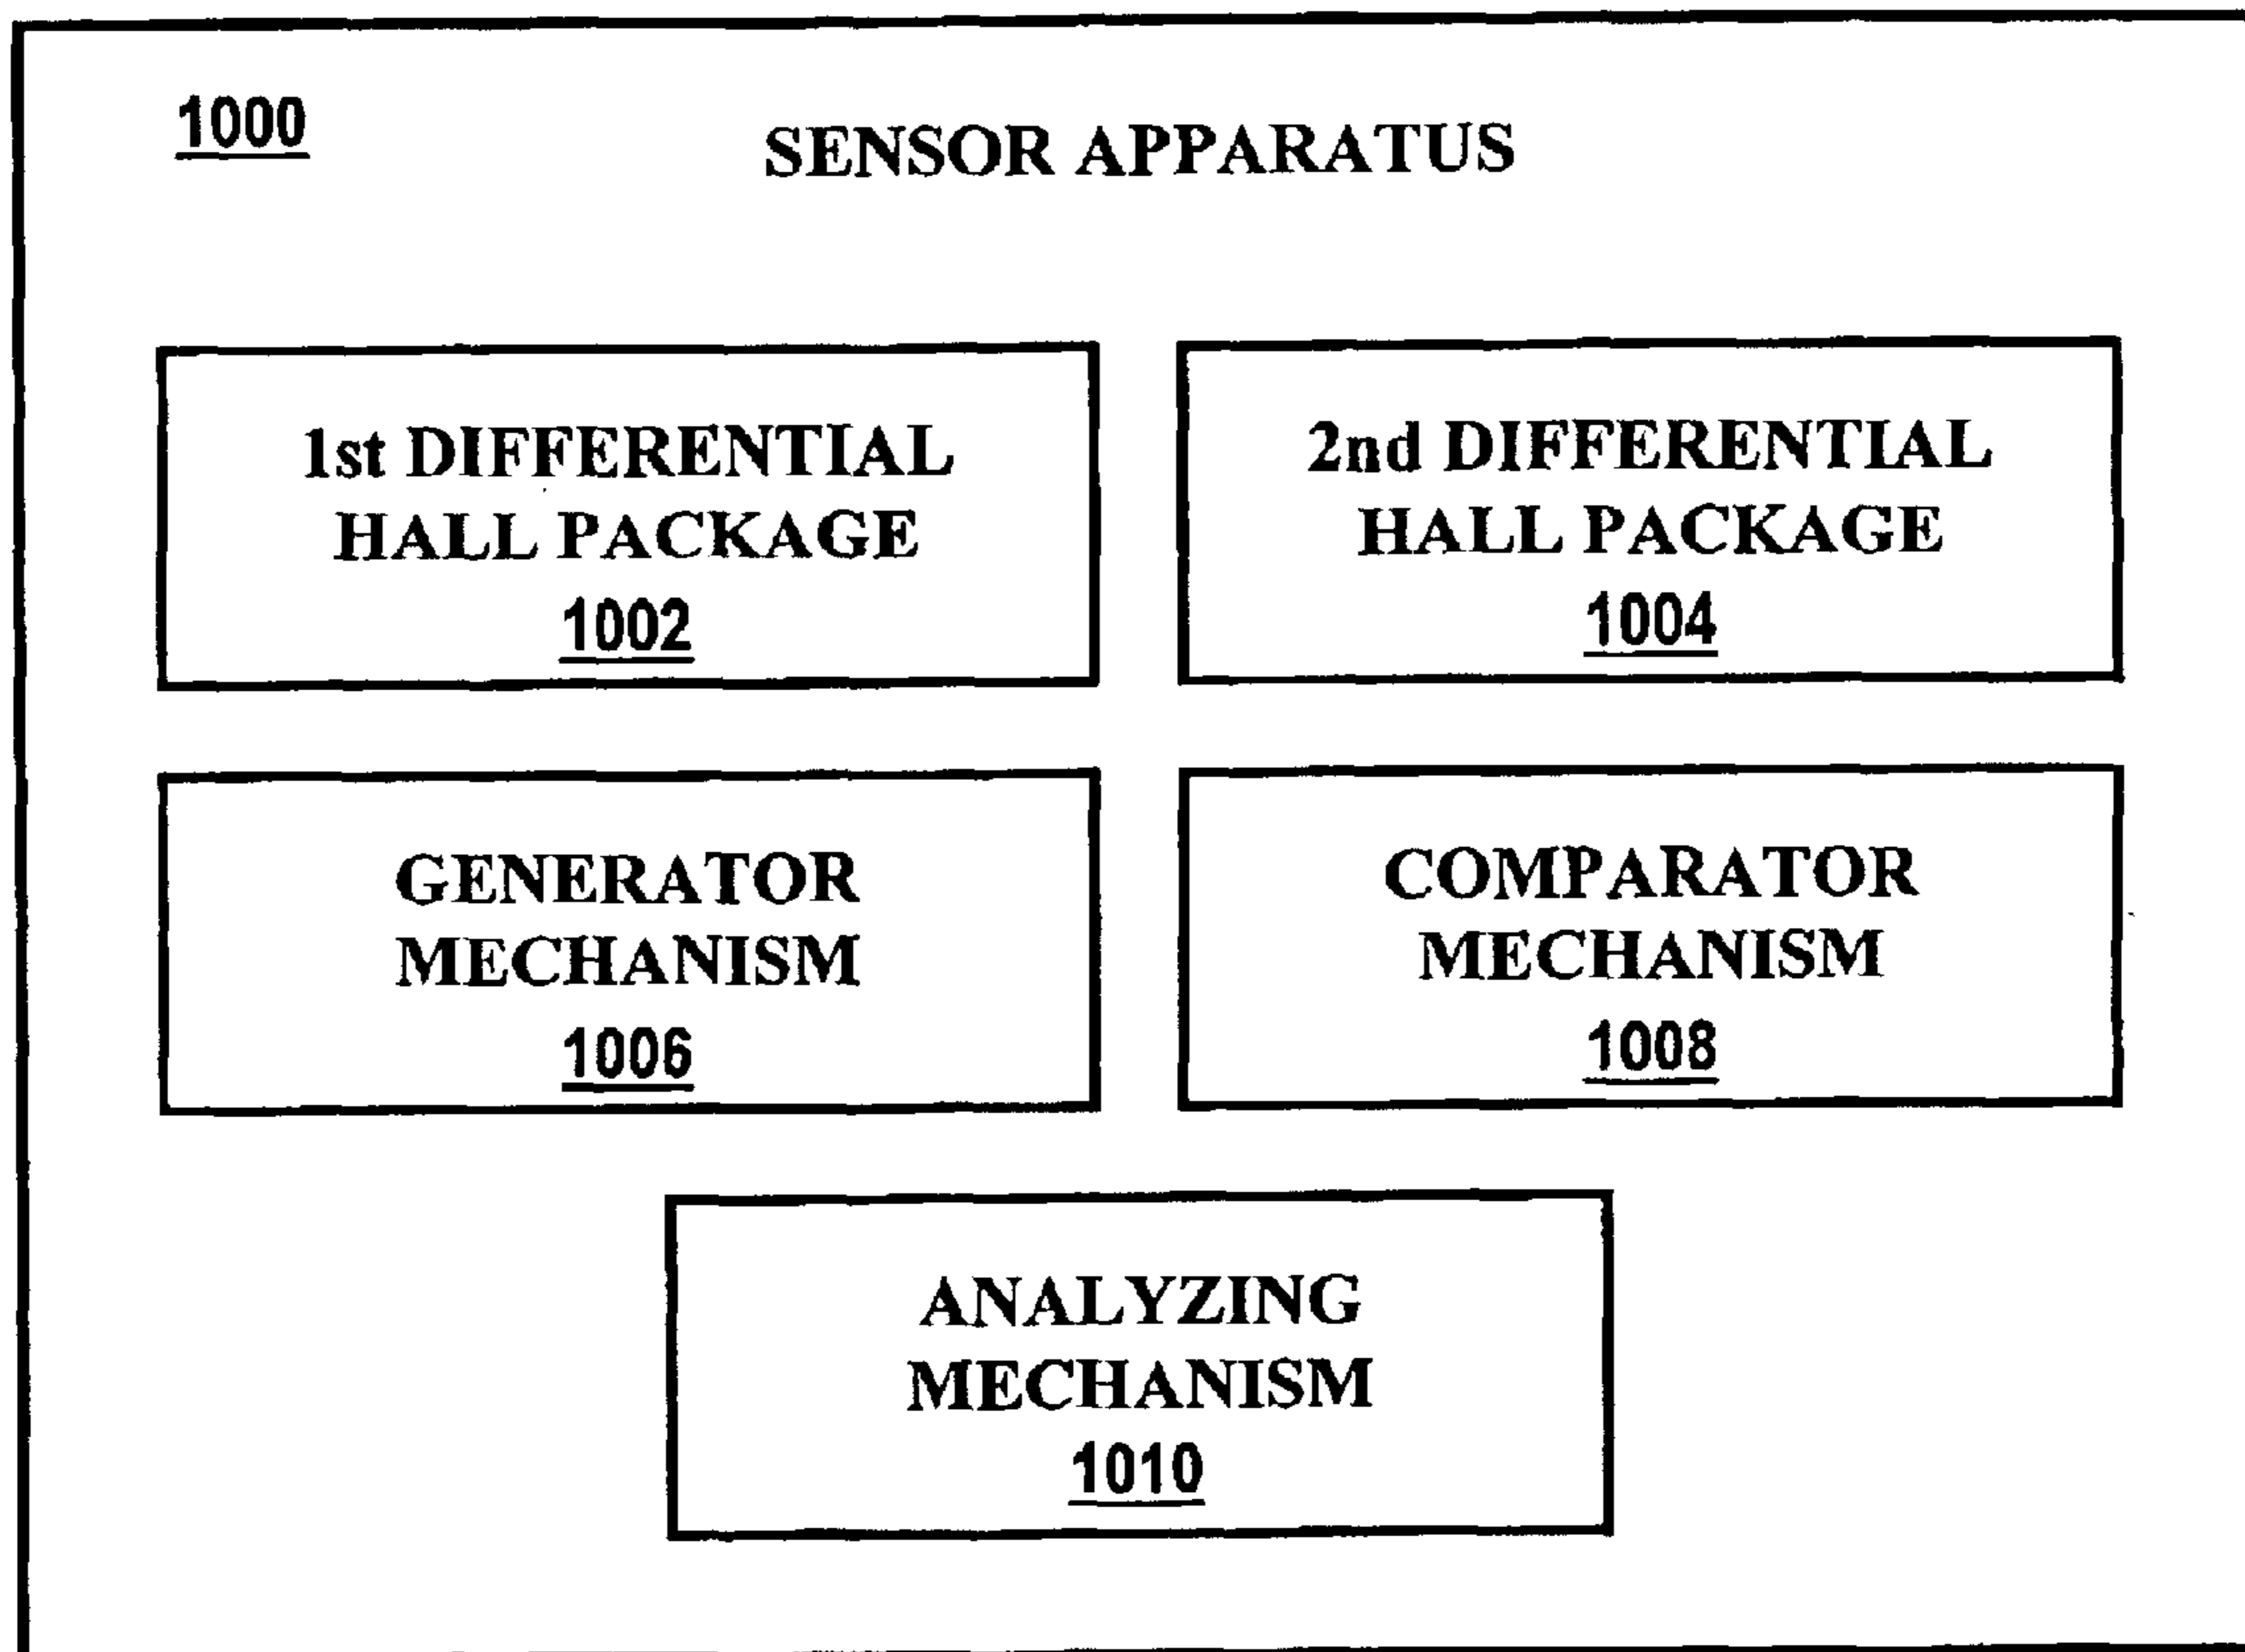 1000
SENSOR APPARATUS
1st DIFFERENTIAL
HALL PACKAGE
1002
2nd DIFFERENTIAL
HALL PACKAGE
1004
GENERATOR
MECHANISM
1006
COMPARATOR
MECHANISM
1008
ANALYZING
MECHANISM
1010